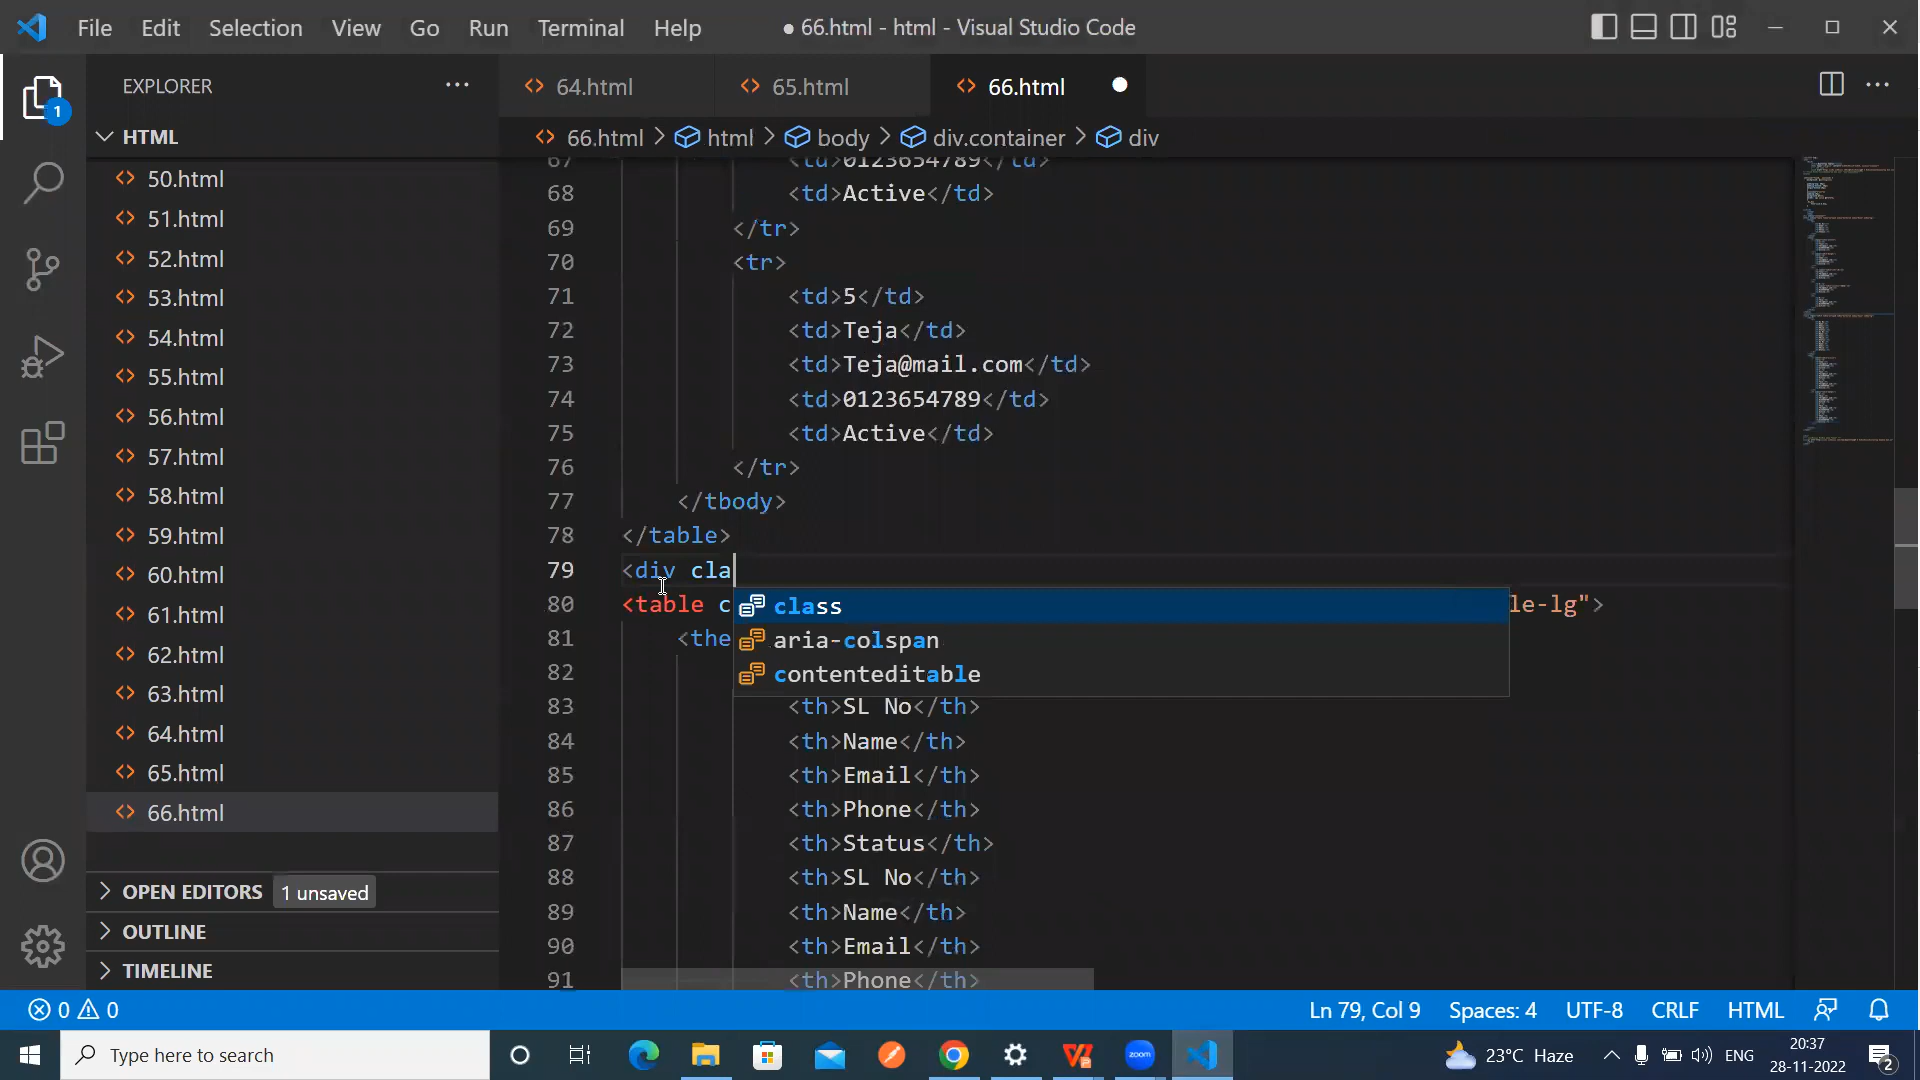 File Edit Selection View Go Run Terminal Help ● 66.html - html - Visual Studio Code
EXPLORER ...
64.html 65.html 66.html ●
1
HTML
66.html > html > body > div.container > div
50.html
51.html
52.html
53.html
54.html
55.html
56.html
57.html
58.html
59.html
60.html
61.html
62.html
63.html
64.html
65.html
66.html
OPEN EDITORS 1 unsaved
OUTLINE
TIMELINE
67 <td>0123654789</td>
68 <td>Active</td>
69 </tr>
70 <tr>
71 <td>5</td>
72 <td>Teja</td>
73 <td>Teja@mail.com</td>
74 <td>0123654789</td>
75 <td>Active</td>
76 </tr>
77 </tbody>
78 </table>
79 <div cla
80 <table c le-lg">
class
aria-colspan
contenteditable
81 <the
82
83 <th>SL No</th>
84 <th>Name</th>
85 <th>Email</th>
86 <th>Phone</th>
87 <th>Status</th>
88 <th>SL No</th>
89 <th>Name</th>
90 <th>Email</th>
91 <th>Phone</th>
0 0 Ln 79, Col 9 Spaces: 4 UTF-8 CRLF HTML
Type here to search zoom 23°C Haze ENG 20:37
28-11-2022 2